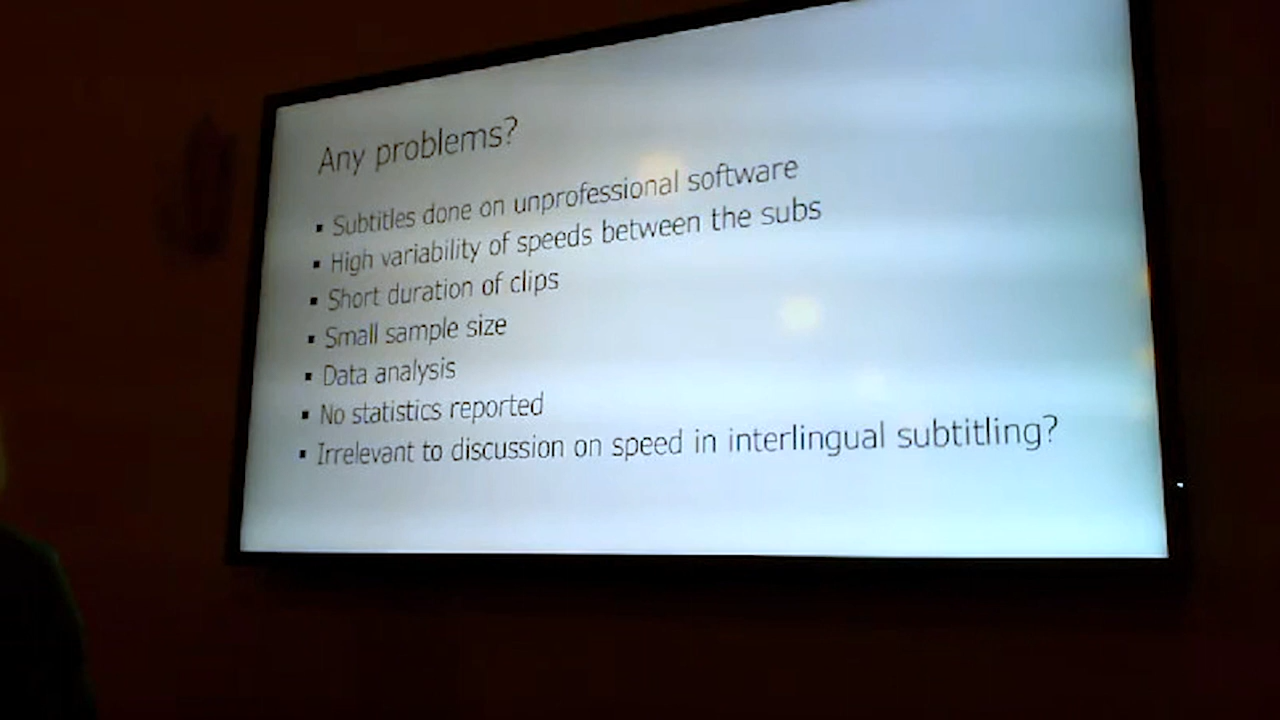 Any problems?
▪ Subtitles done on unprofessional software
▪ High variability of speeds between the subs
▪ Short duration of clips
▪ Small sample size
▪ Data analysis
▪ No statistics reported
▪ Irrelevant to discussion on speed in interlingual subtitling?